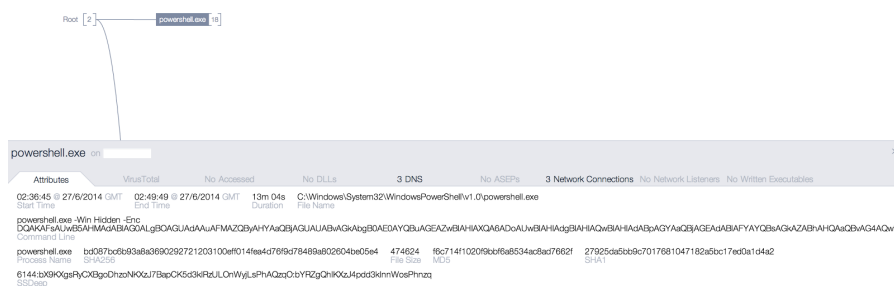 Root [ 2 ] powershell.exe [ 18 ]
powershell.exe on
Attributes VirusTotal No Accessed No DLLs 3 DNS No ASEPs 3 Network Connections No Network Listeners No Written Executables
02:36:45 @ 27/6/2014 GMT 02:49:49 @ 27/6/2014 GMT 13m 04s C:\Windows\System32\WindowsPowerShell\v1.0\powershell.exe
Start Time End Time Duration File Name
powershell.exe -Win Hidden -Enc
Command Line
powershell.exe bd087bc6b93a8a3690292721203100eff014fea4d76f9d78489a802604be05e4 474624 f6c714f1020f9bbf6a8534ac8ad7662f 27925da5bb9c7017681047182a5bc17ed0a1d4a2
Process Name SHA256 File Size MD5 SHA1
SSDeep